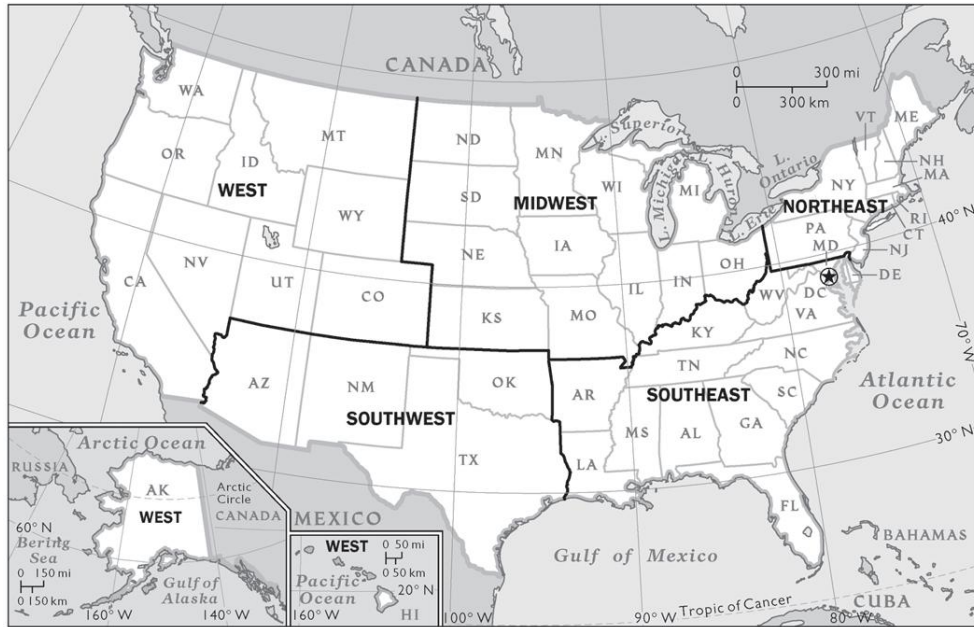 CANADA
0 300 mi
0 300 km
WA
MT
ND
MN
L. Superior
VT
ME
OR
ID
WEST
SD
WI
L. Michigan
MI
L. Huron
L. Ontario
NH
MA
WY
MIDWEST
L. Erie
NY
NORTHEAST
RI
CT
40° N
NE
IA
PA
MD
NJ
NV
UT
IL
IN
OH
DE
CA
CO
WV
DC
VA
Pacific
Ocean
KS
MO
KY
70° W
NC
TN
AZ
NM
OK
AR
SC
Atlantic
Ocean
SOUTHWEST
SOUTHEAST
MS
AL
GA
30° N
Arctic Ocean
LA
TX
RUSSIA
AK
Arctic
Circle
FL
WEST
CANADA
MEXICO
60° N
Bering
Sea
WEST
0 50 mi
0 50 km
Gulf of Mexico
BAHAMAS
0 150 mi
0 150 km
Gulf of
Alaska
Pacific
Ocean
20° N
HI
CUBA
Tropic of Cancer
160° W
140° W
160° W
100° W
90° W
80° W